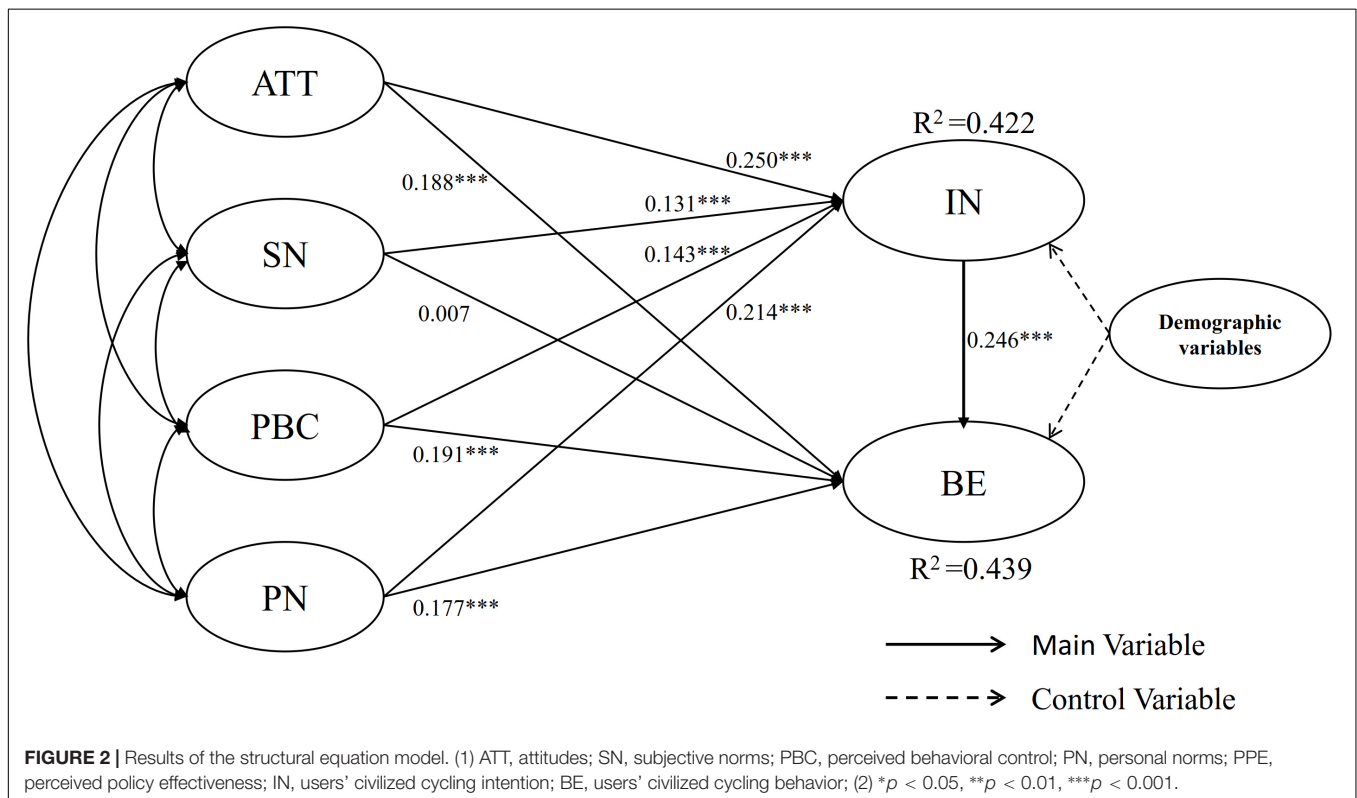 ATT
SN
PBC
PN
0.250***
0.188***
0.131***
0.143***
0.007
0.214***
0.191***
0.177***
R² =0.422
IN
0.246***
BE
R² =0.439
Demographic
variables
Main Variable
Control Variable
FIGURE 2 | Results of the structural equation model. (1) ATT, attitudes; SN, subjective norms; PBC, perceived behavioral control; PN, personal norms; PPE,
perceived policy effectiveness; IN, users' civilized cycling intention; BE, users' civilized cycling behavior; (2) *p < 0.05, **p < 0.01, ***p < 0.001.